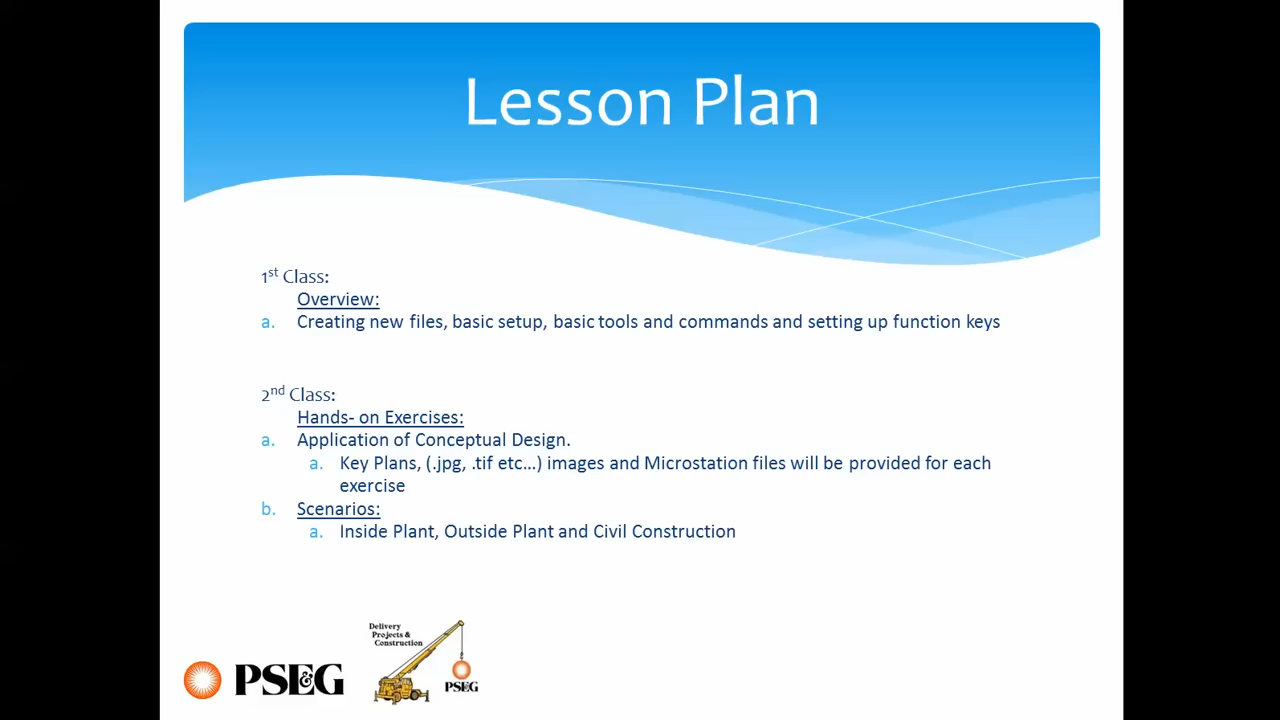 Lesson Plan
1st Class:
Overview:
a. Creating new files, basic setup, basic tools and commands and setting up function keys
2nd Class:
Hands- on Exercises:
a. Application of Conceptual Design.
a. Key Plans, (.jpg, .tif etc...) images and Microstation files will be provided for each
exercise
b. Scenarios:
a. Inside Plant, Outside Plant and Civil Construction
Delivery
Projects &
Construction
PSE&G
PSEG